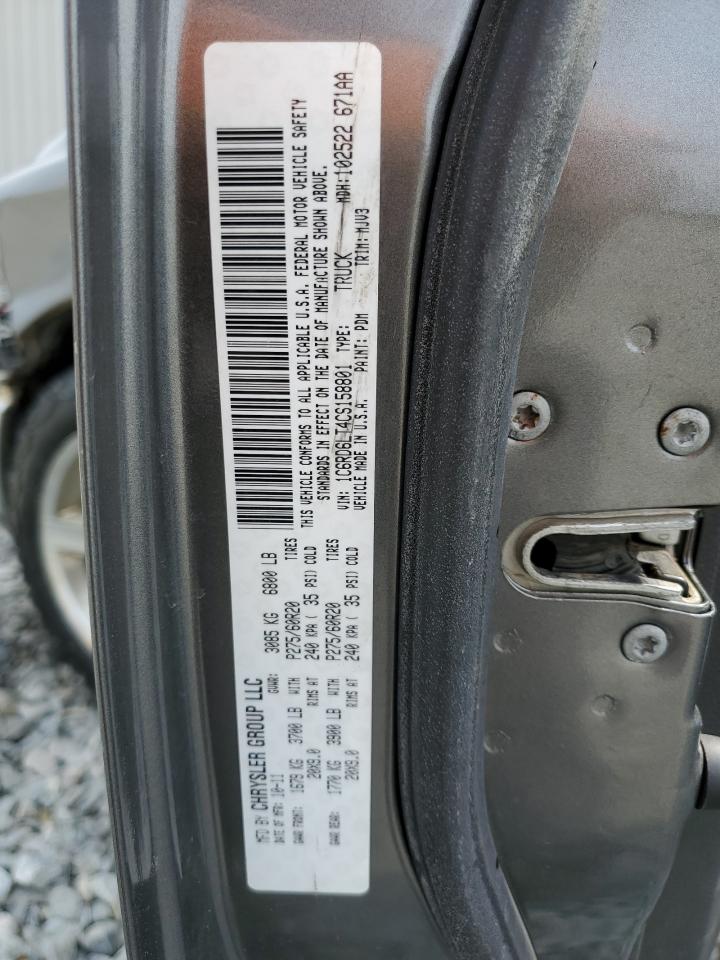 MFD BY CHRYSLER GROUP LLC
DATE OF MFR: 10-11 GVWR: 3085 KG 6800 LB
GAWR FRONT: 1679 KG 3700 LB WITH P275/60R20 TIRES
20X9.0 RIMS AT 240 KPA ( 35 PSI) COLD
GAWR REAR: 1770 KG 3900 LB WITH P275/60R20 TIRES
20X9.0 RIMS AT 240 KPA ( 35 PSI) COLD
THIS VEHICLE CONFORMS TO ALL APPLICABLE U.S.A. FEDERAL MOTOR VEHICLE SAFETY
STANDARDS IN EFFECT ON THE DATE OF MANUFACTURE SHOWN ABOVE.
VIN: 1C6RD6LT4CS158801 TYPE: TRUCK MDH:102522 671AA
VEHICLE MADE IN U.S.A. PAINT: PDM TRIM: MJV3